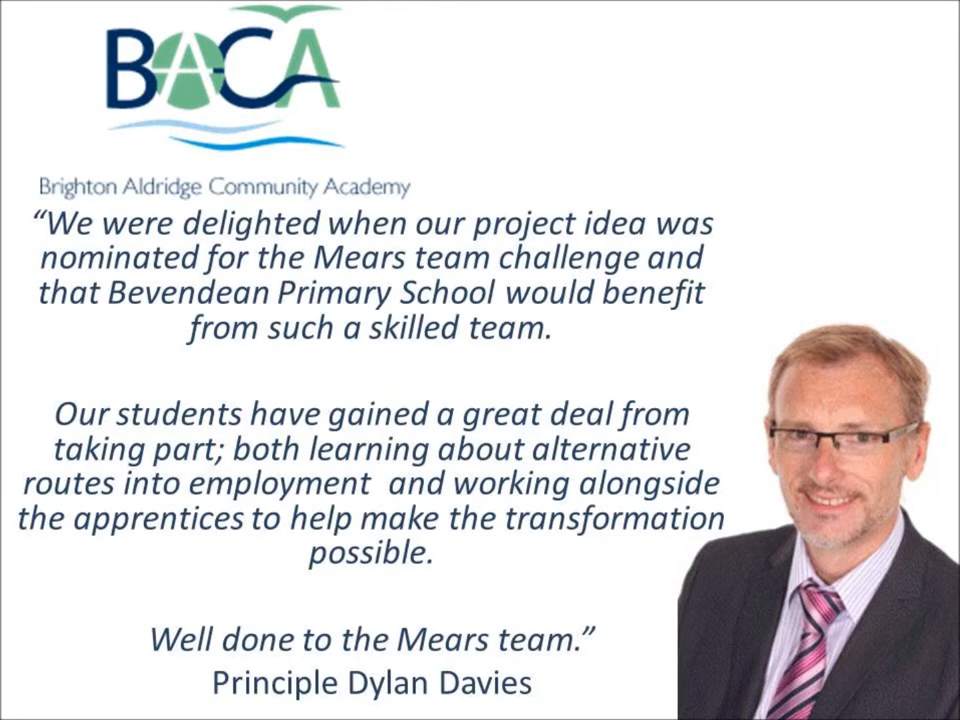 BACA
Brighton Aldridge Community Academy
“We were delighted when our project idea was
nominated for the Mears team challenge and
that Bevendean Primary School would benefit
from such a skilled team.
Our students have gained a great deal from
taking part; both learning about alternative
routes into employment  and working alongside
the apprentices to help make the transformation
possible.
Well done to the Mears team.”
Principle Dylan Davies